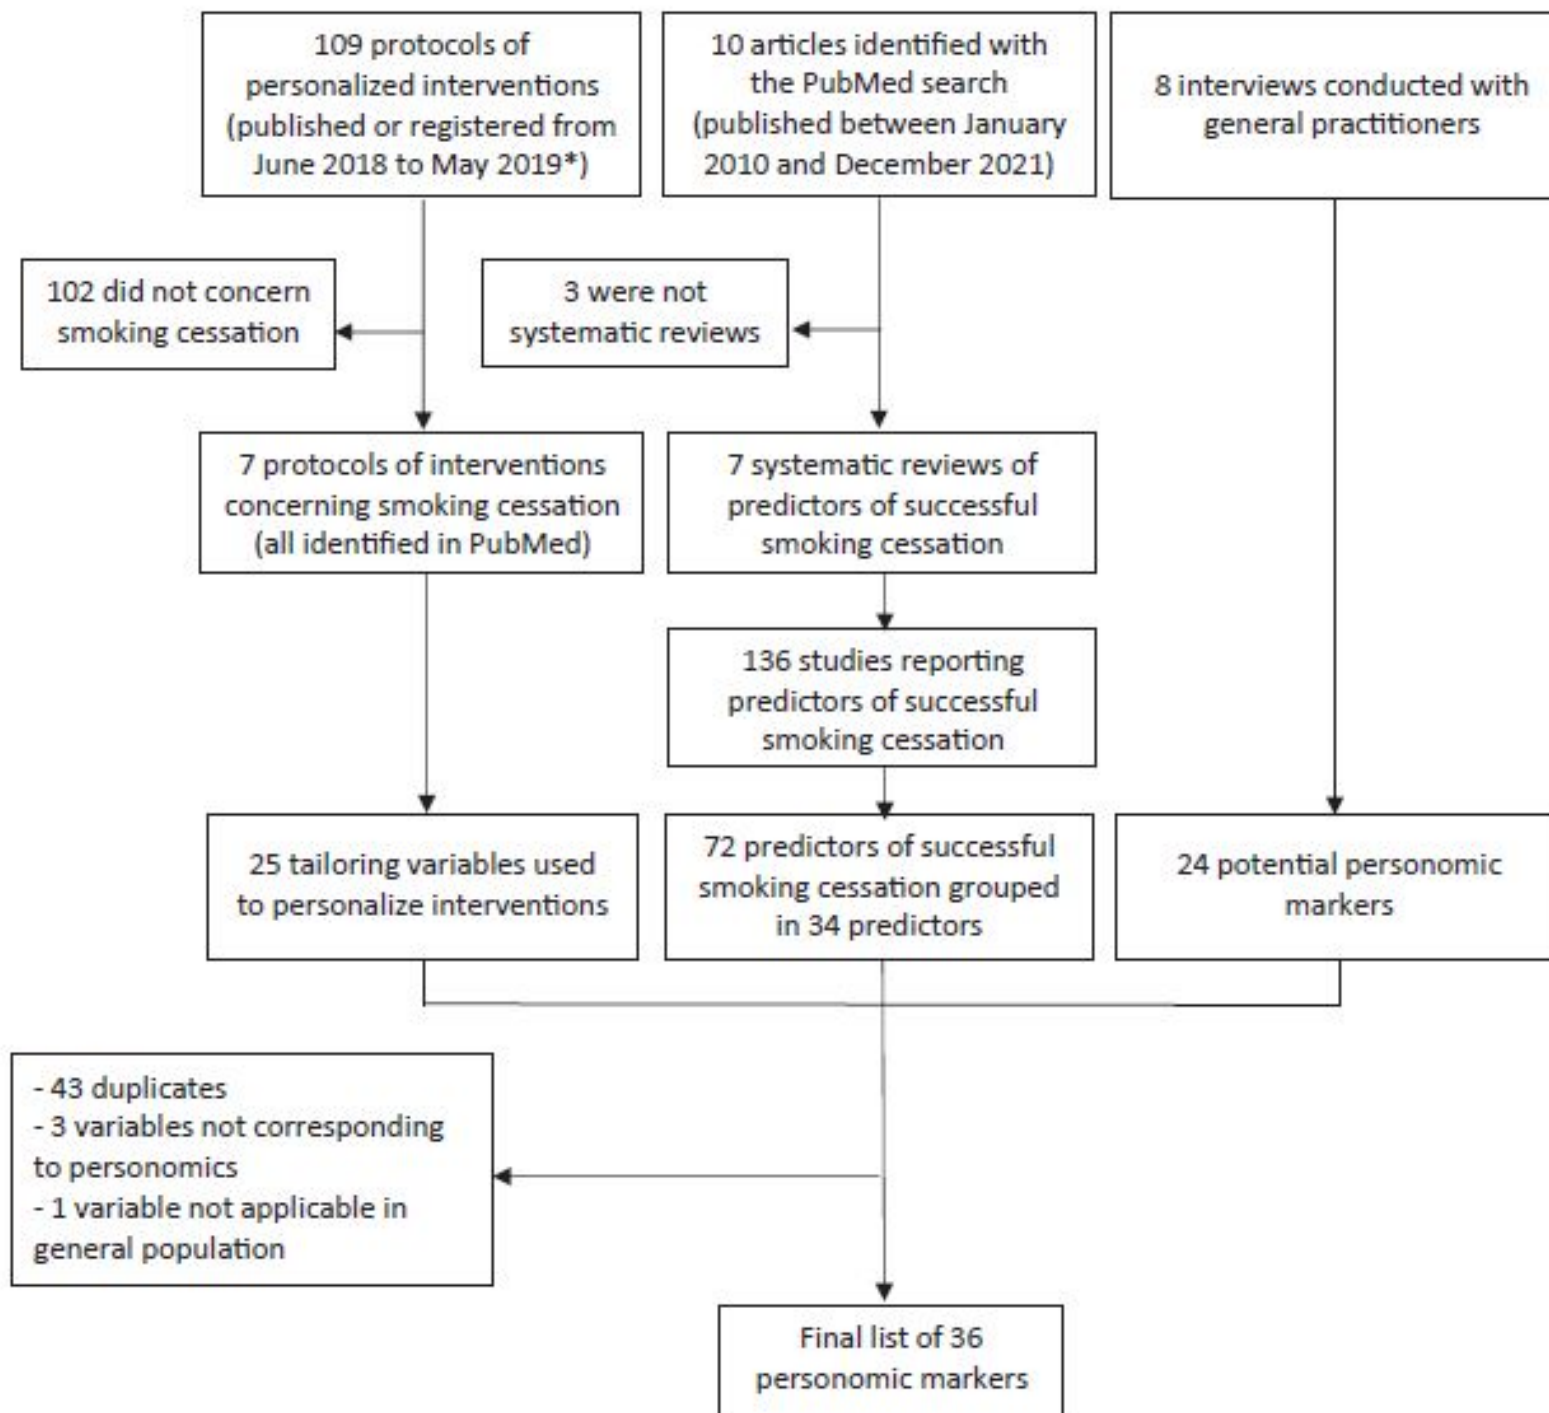 109 protocols of
personalized interventions
(published or registered from
June 2018 to May 2019*)
10 articles identified with
the PubMed search
(published between January
2010 and December 2021)
8 interviews conducted with
general practitioners
102 did not concern
smoking cessation
3 were not
systematic reviews
7 protocols of interventions
concerning smoking cessation
(all identified in PubMed)
7 systematic reviews of
predictors of successful
smoking cessation
136 studies reporting
predictors of successful
smoking cessation
25 tailoring variables used
to personalize interventions
72 predictors of successful
smoking cessation grouped
in 34 predictors
24 potential personomic
markers
- 43 duplicates
- 3 variables not corresponding
to personomics
- 1 variable not applicable in
general population
Final list of 36
personomic markers